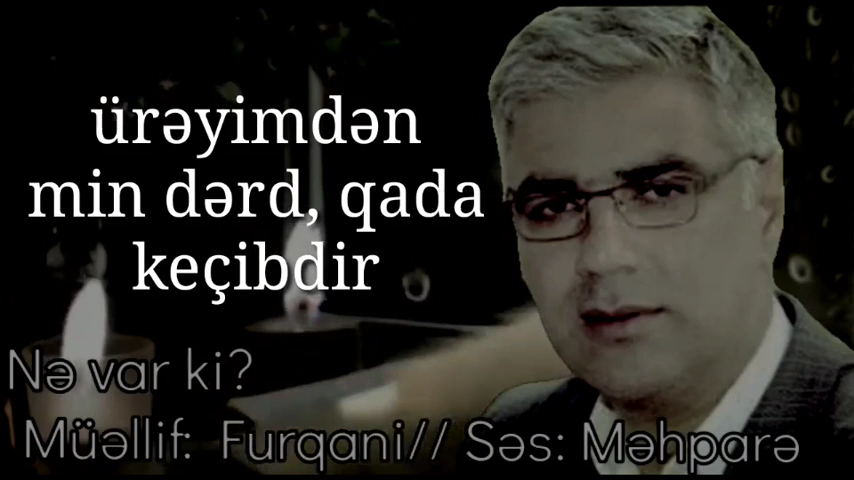 ürəyimdən
min dərd, qada
keçibdir
Nə var ki?
Müəllif: Furqani// Səs: Məhparə